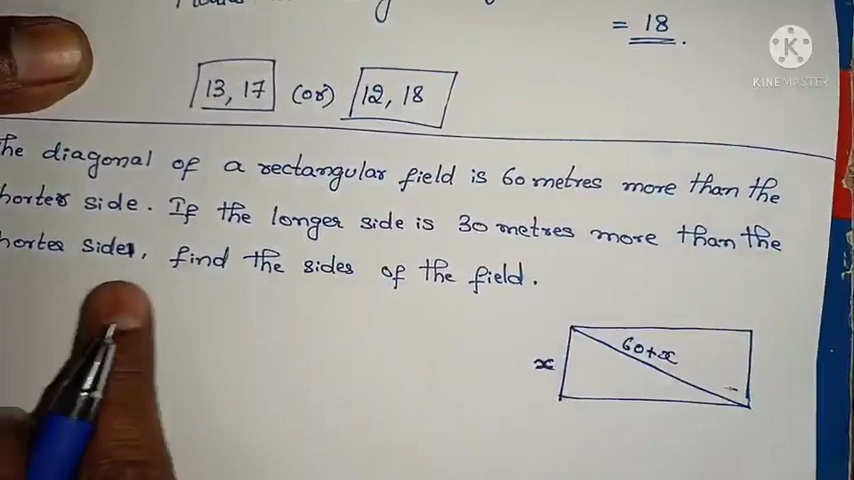 = 18
13, 17 (or) 12, 18
KINEMASTER
he diagonal of a rectangular field is 60 metres more than the
horter side. If the longer side is 30 metres more than the
horter side, find the sides of the field.
x
60+x